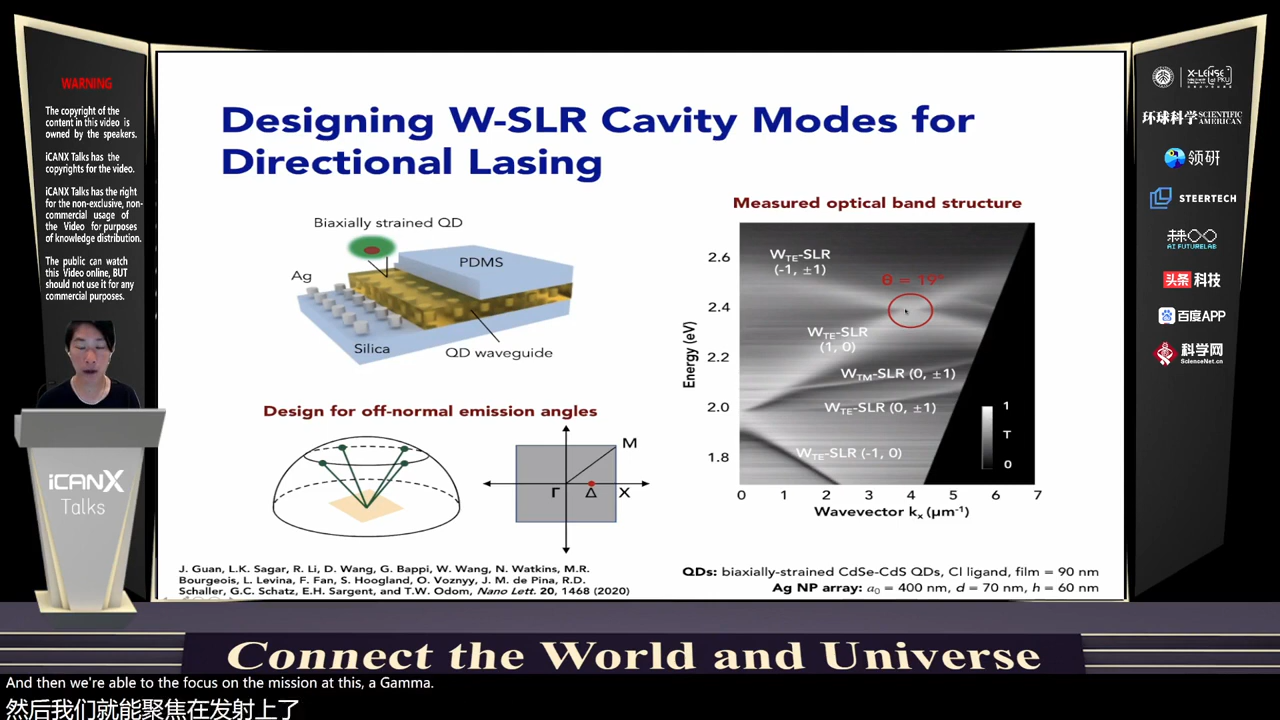 WARNING
The copyright of the
content in this video is
owned by the speakers.
iCANX Talks has the
copyrights for the video.
iCANX Talks has the right
for the non-exclusive, non-
commercial usage of
the Video for purposes
of knowledge distribution.
The public can watch
this Video online, BUT
should not use it for any
commercial purposes.
iCANX
Talks
Designing W-SLR Cavity Modes for
Directional Lasing
Biaxially strained QD
Ag
PDMS
Silica
QD waveguide
Design for off-normal emission angles
M
Γ
Δ
X
J. Guan, L.K. Sagar, R. Li, D. Wang, G. Bappi, W. Wang, N. Watkins, M.R.
Bourgeois, L. Levina, F. Fan, S. Hoogland, O. Voznyy, J. M. de Pina, R.D.
Schaller, G.C. Schatz, E.H. Sargent, and T.W. Odom, Nano Lett. 20, 1468 (2020)
Measured optical band structure
Energy (eV)
2.6
2.4
2.2
2.0
1.8
W_TE-SLR
(-1, ±1)
θ = 19°
W_TE-SLR
(1, 0)
W_TM-SLR (0, ±1)
W_TE-SLR (0, ±1)
W_TE-SLR (-1, 0)
1
T
0
0 1 2 3 4 5 6 7
Wavevector kₓ (μm⁻¹)
QDs: biaxially-strained CdSe-CdS QDs, Cl ligand, film = 90 nm
Ag NP array: a₀ = 400 nm, d = 70 nm, h = 60 nm
X-LENSE
环球科学 SCIENTIFIC AMERICAN
领研
STEERTECH
AI FUTURELAB
头条 科技
百度APP
科学网
ScienceNet.cn
Connect the World and Universe
And then we're able to the focus on the mission at this, a Gamma.
然后我们就能聚焦在发射上了